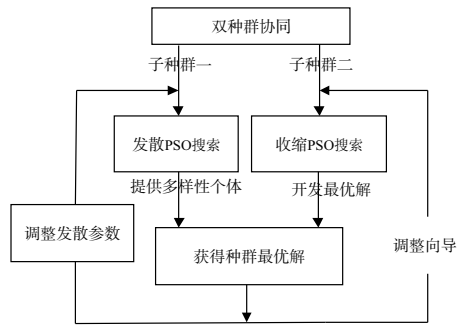 双种群协同
子种群一
子种群二
发散PSO搜索
收缩PSO搜索
提供多样性个体
开发最优解
调整发散参数
获得种群最优解
调整向导